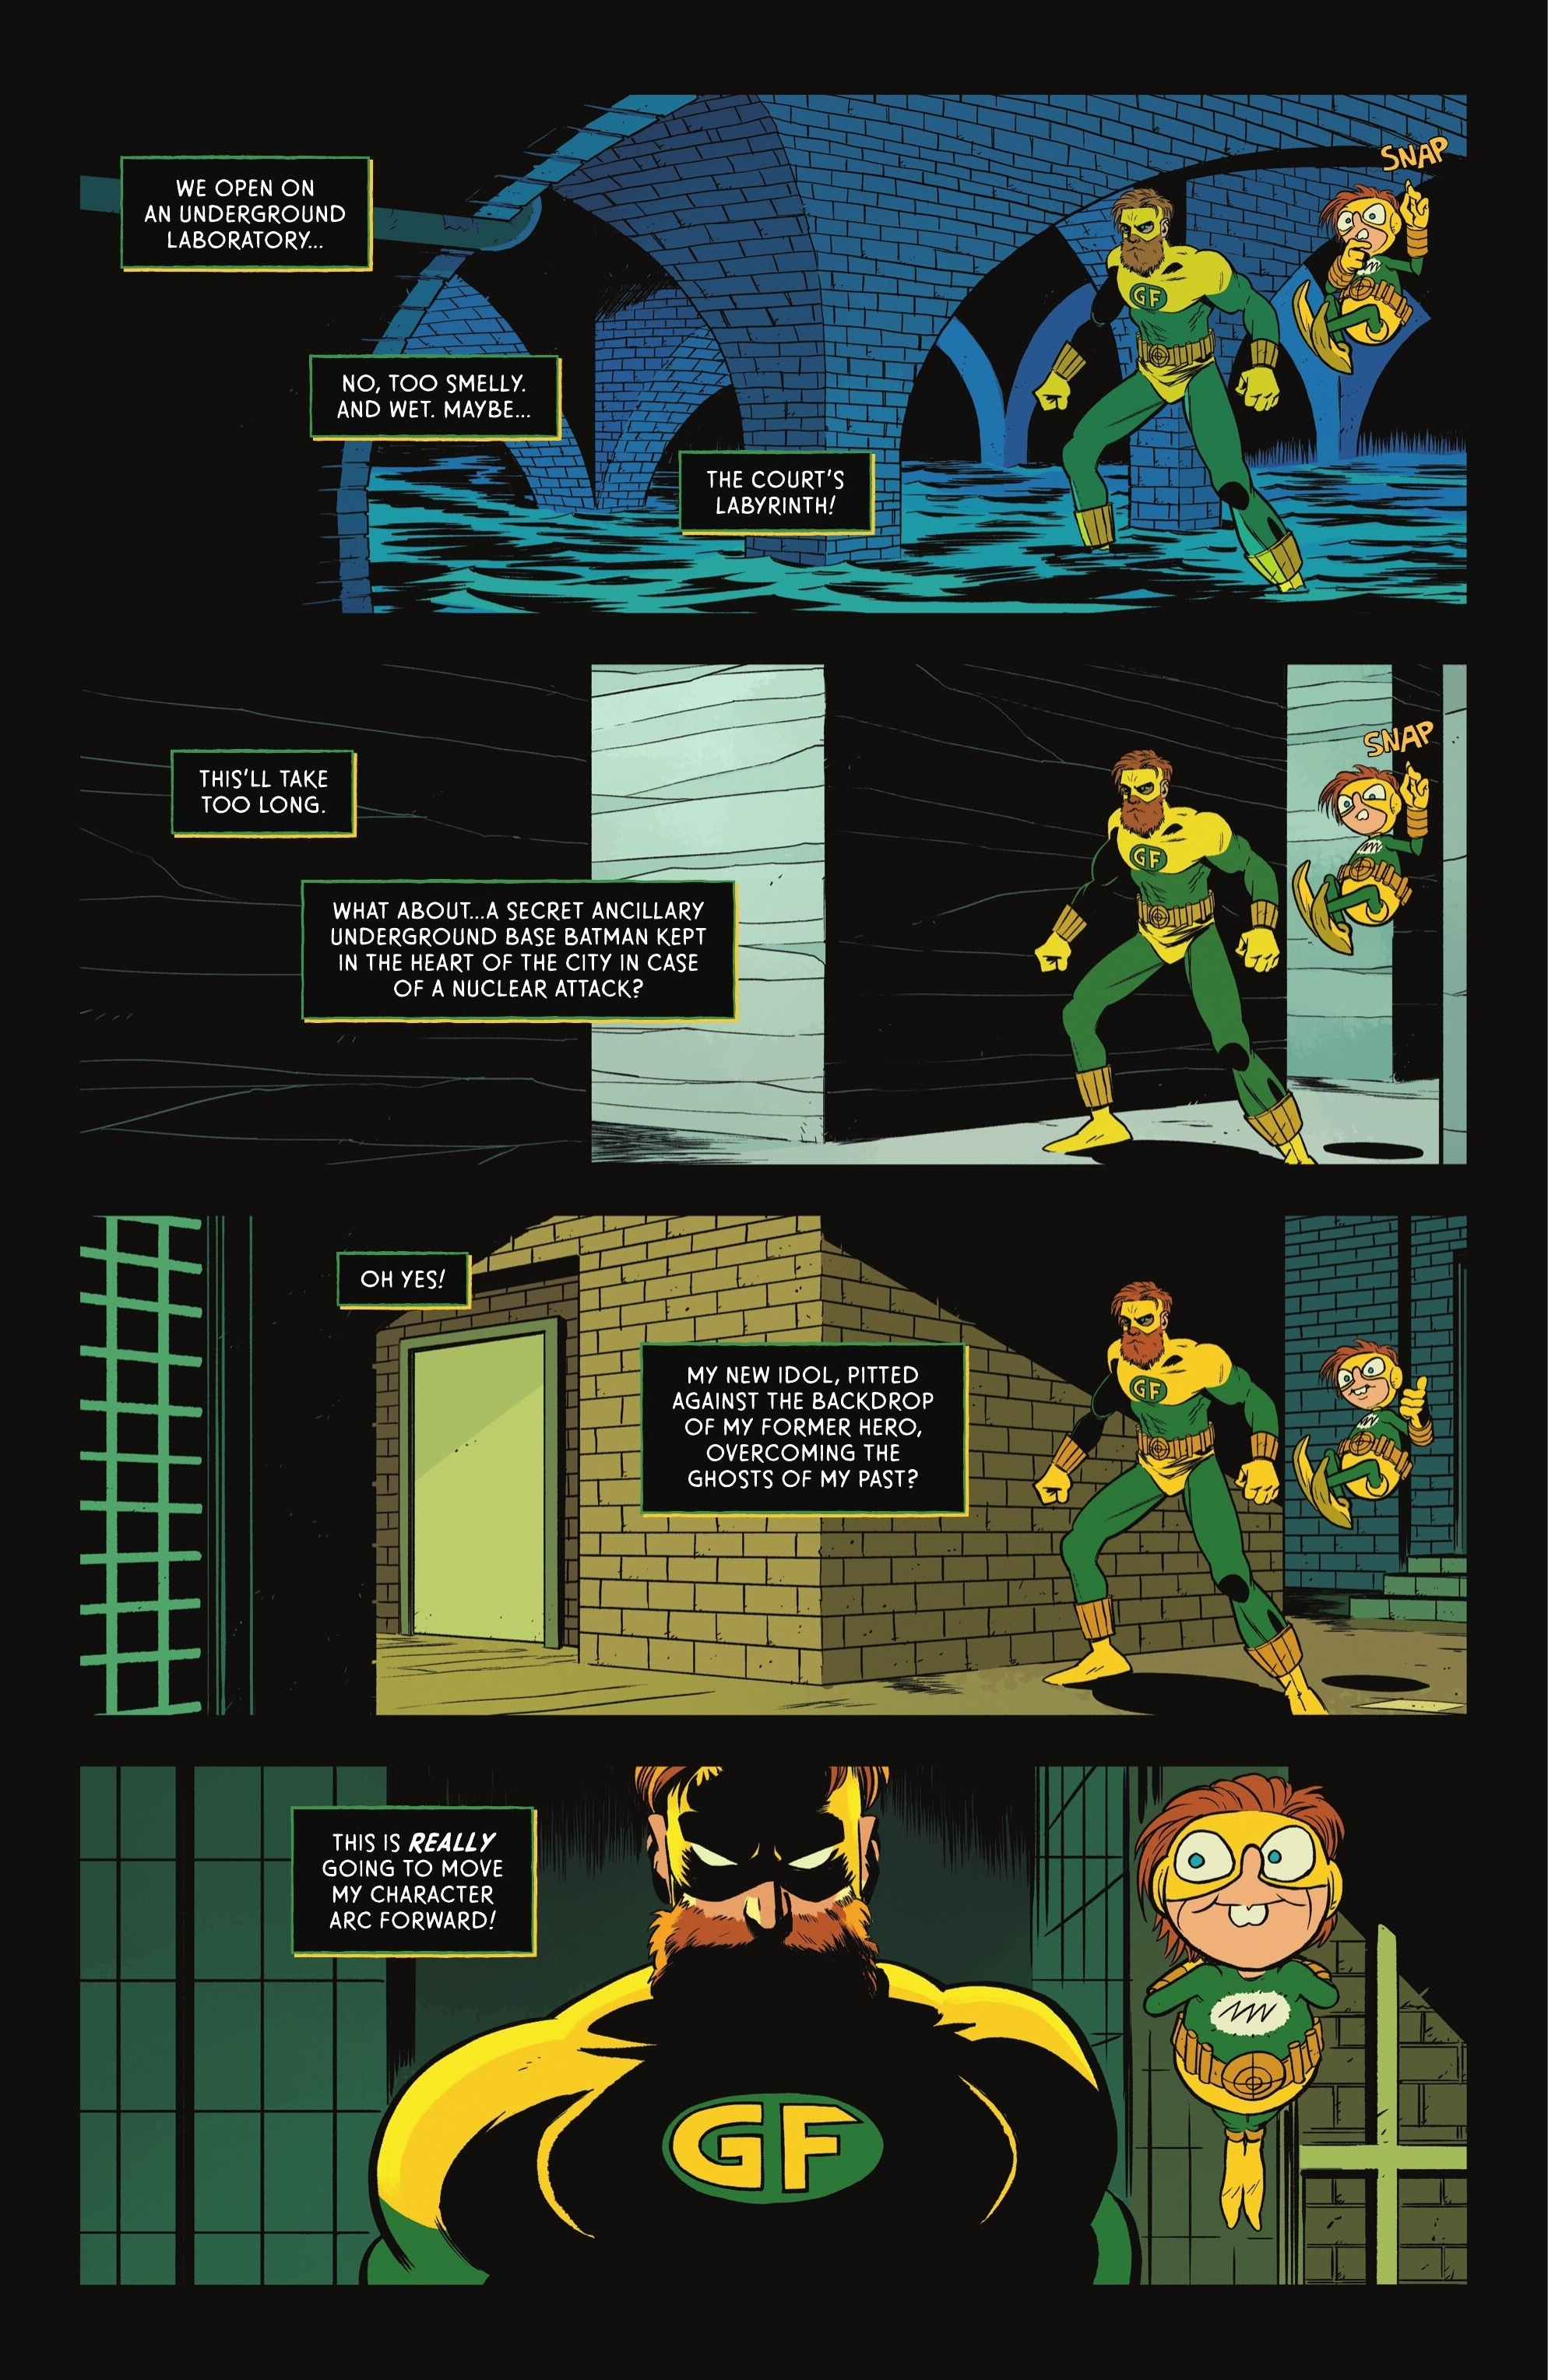 WE OPEN ON
AN UNDERGROUND
LABORATORY...
SNAP
GF
NO, TOO SMELLY.
AND WET. MAYBE...
THE COURT'S
LABYRINTH!
THIS'LL TAKE
TOO LONG.
SNAP
GF
WHAT ABOUT...A SECRET ANCILLARY
UNDERGROUND BASE BATMAN KEPT
IN THE HEART OF THE CITY IN CASE
OF A NUCLEAR ATTACK?
OH YES!
GF
MY NEW IDOL, PITTED
AGAINST THE BACKDROP
OF MY FORMER HERO,
OVERCOMING THE
GHOSTS OF MY PAST?
THIS IS REALLY
GOING TO MOVE
MY CHARACTER
ARC FORWARD!
GF